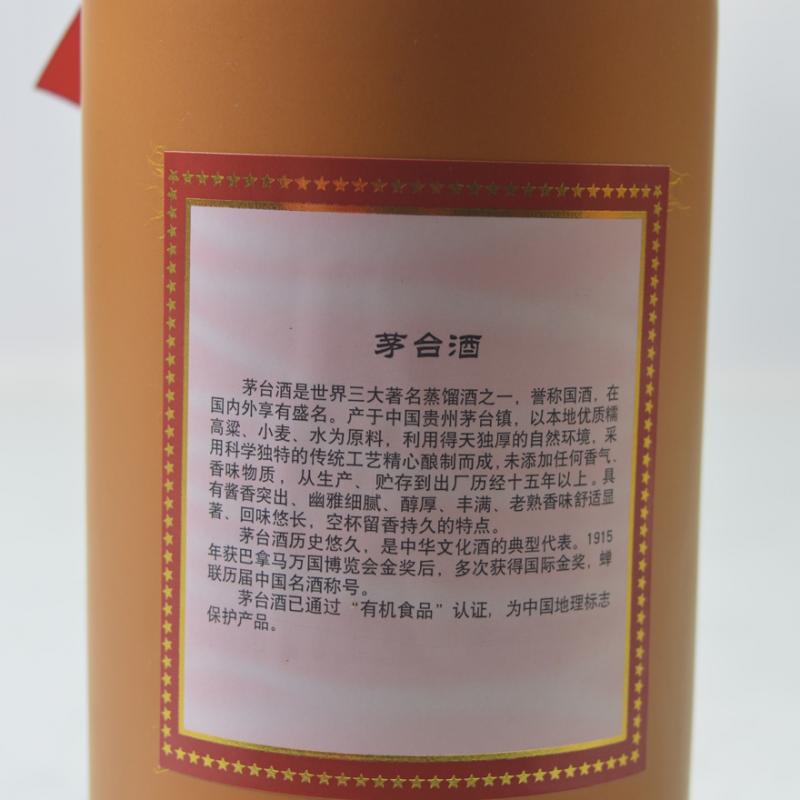 茅台酒
茅台酒是世界三大著名蒸馏酒之一，誉称国酒，在
国内外享有盛名。产于中国贵州茅台镇，以本地优质糯
高粱、小麦、水为原料，利用得天独厚的自然环境，采
用科学独特的传统工艺精心酿制而成，未添加任何香气、
香味物质，从生产、贮存到出厂历经十五年以上。具
有酱香突出、幽雅细腻、醇厚、丰满、老熟香味舒适显
著、回味悠长，空杯留香持久的特点。
茅台酒历史悠久，是中华文化酒的典型代表。1915
年获巴拿马万国博览会金奖后，多次获得国际金奖，蝉
联历届中国名酒称号。
茅台酒已通过“有机食品”认证，为中国地理标志
保护产品。